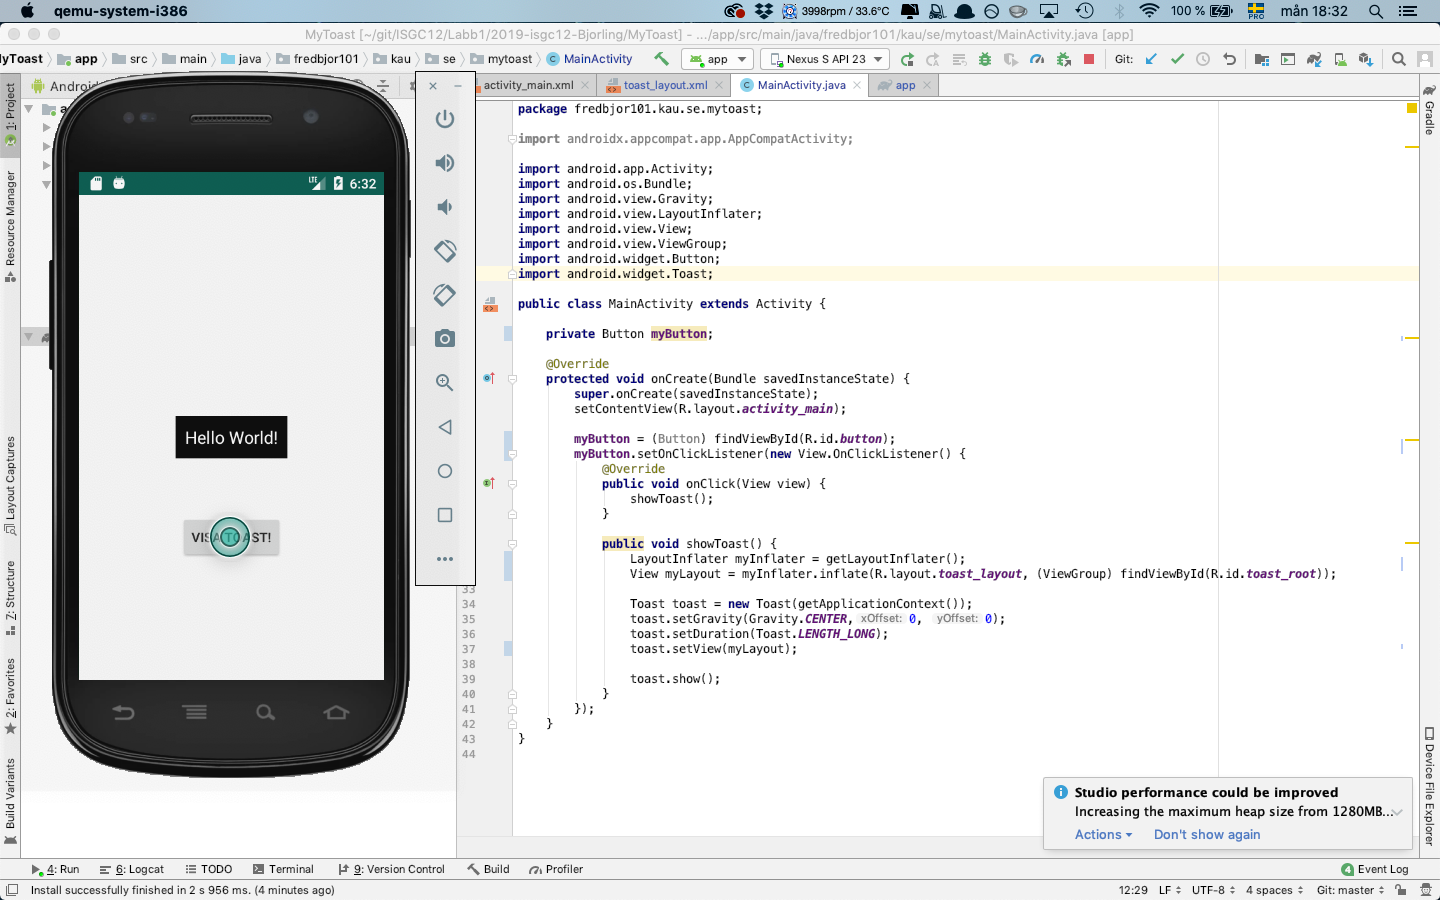 qemu-system-i386
3998rpm / 33.6°C
100 %
PRO
mån 18:32
MyToast [~/git/ISGC12/Labb1/2019-isgc12-Bjorling/MyToast] - .../app/src/main/java/fredbjor101/kau/se/mytoast/MainActivity.java [app]
MyToast
app
src
main
java
fredbjor101
kau
se
mytoast
MainActivity
app
Nexus S API 23
Git:
Android
activity_main.xml
toast_layout.xml
MainActivity.java
app
1: Project
Resource Manager
Layout Captures
Z: Structure
2: Favorites
Build Variants
Gradle
Device File Explorer
LTE
6:32
Hello World!
VISA TOAST!
package fredbjor101.kau.se.mytoast;
import androidx.appcompat.app.AppCompatActivity;
import android.app.Activity;
import android.os.Bundle;
import android.view.Gravity;
import android.view.LayoutInflater;
import android.view.View;
import android.view.ViewGroup;
import android.widget.Button;
import android.widget.Toast;
public class MainActivity extends Activity {
private Button myButton;
@Override
protected void onCreate(Bundle savedInstanceState) {
super.onCreate(savedInstanceState);
setContentView(R.layout.activity_main);
myButton = (Button) findViewById(R.id.button);
myButton.setOnClickListener(new View.OnClickListener() {
@Override
public void onClick(View view) {
showToast();
}
public void showToast() {
LayoutInflater myInflater = getLayoutInflater();
View myLayout = myInflater.inflate(R.layout.toast_layout, (ViewGroup) findViewById(R.id.toast_root));
33
34 Toast toast = new Toast(getApplicationContext());
35 toast.setGravity(Gravity.CENTER, xOffset: 0, yOffset: 0);
36 toast.setDuration(Toast.LENGTH_LONG);
37 toast.setView(myLayout);
38
39 toast.show();
40 }
41 });
42 }
43 }
44
Studio performance could be improved
Increasing the maximum heap size from 1280MB...
Actions
Don't show again
4: Run
6: Logcat
TODO
Terminal
9: Version Control
Build
Profiler
4 Event Log
Install successfully finished in 2 s 956 ms. (4 minutes ago)
12:29
LF
UTF-8
4 spaces
Git: master